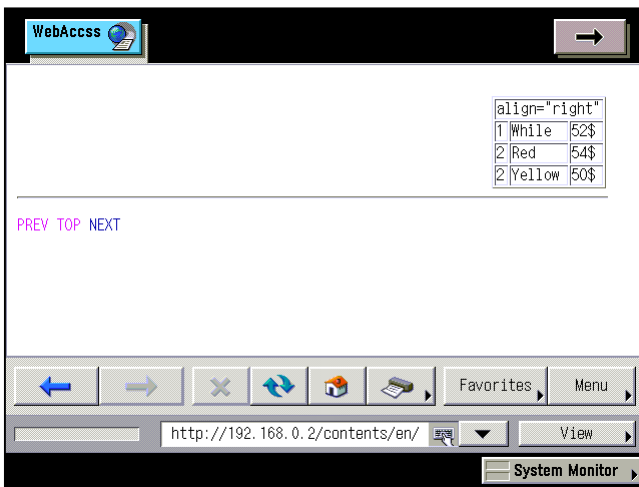 WebAccss
align="right"
1 While 52$
2 Red 54$
2 Yellow 50$
PREV TOP NEXT
Favorites Menu
http://192.168.0.2/contents/en/ View
System Monitor